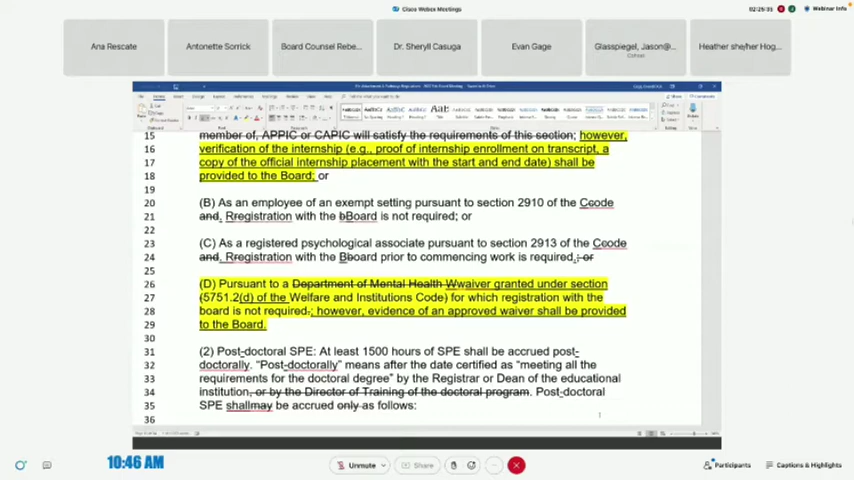 Cisco Webex Meetings
02:25:35
Webinar Info
Ana Rescate
Antonette Sorrick
Board Counsel Rebe...
Dr. Sheryll Casuga
Evan Gage
Glasspiegel, Jason@...
Cohost
Heather she/her Hog...
15 member of, APPIC or CAPIC will satisfy the requirements of this section; however,
16 verification of the internship (e.g., proof of internship enrollment on transcript, a
17 copy of the official internship placement with the start and end date) shall be
18 provided to the Board; or
19
20 (B) As an employee of an exempt setting pursuant to section 2910 of the Ccode
21 and. Rregistration with the bBoard is not required; or
22
23 (C) As a registered psychological associate pursuant to section 2913 of the Ccode
24 and. Rregistration with the Bboard prior to commencing work is required.; or
25
26 (D) Pursuant to a Department of Mental Health Wwaiver granted under section
27 (5751.2(d) of the Welfare and Institutions Code) for which registration with the
28 board is not required.; however, evidence of an approved waiver shall be provided
29 to the Board.
30
31 (2) Post-doctoral SPE: At least 1500 hours of SPE shall be accrued post-
32 doctorally. “Post-doctorally” means after the date certified as “meeting all the
33 requirements for the doctoral degree” by the Registrar or Dean of the educational
34 institution, or by the Director of Training of the doctoral program. Post-doctoral
35 SPE shallmay be accrued only as follows:
36
10:46 AM
Unmute
Share
Participants
Captions & Highlights